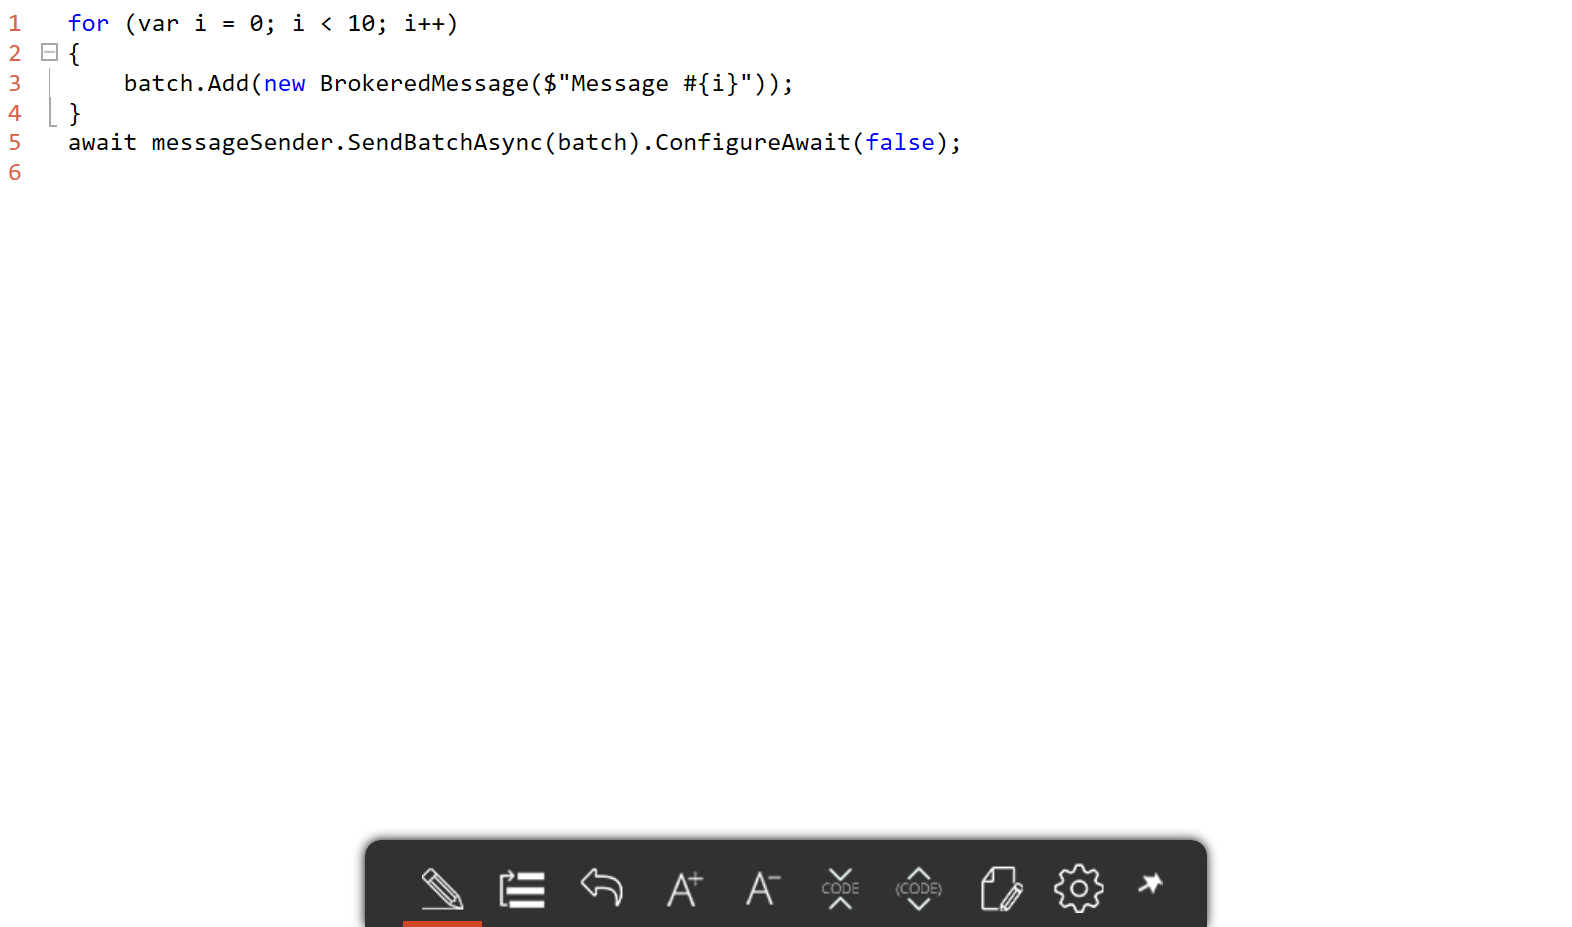 1 for (var i = 0; i < 10; i++)
2 {
3 batch.Add(new BrokeredMessage($"Message #{i}"));
4 }
5 await messageSender.SendBatchAsync(batch).ConfigureAwait(false);
6
A+ A− CODE (CODE)